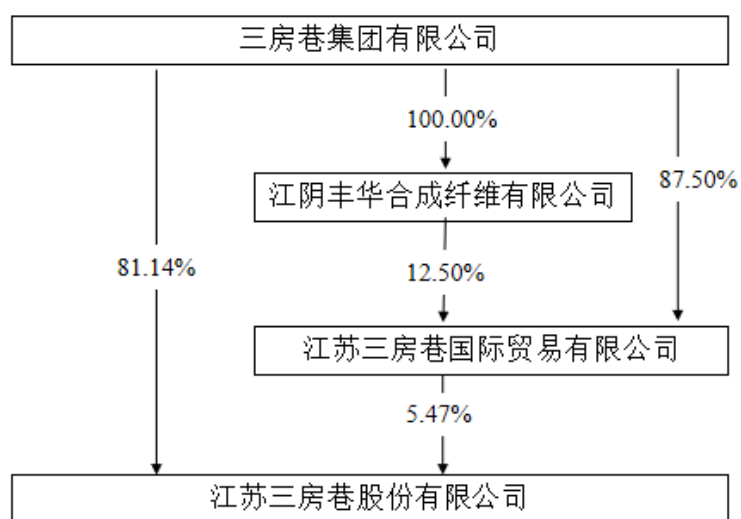 三房巷集团有限公司
100.00%
江阴丰华合成纤维有限公司
87.50%
81.14%
12.50%
江苏三房巷国际贸易有限公司
5.47%
江苏三房巷股份有限公司